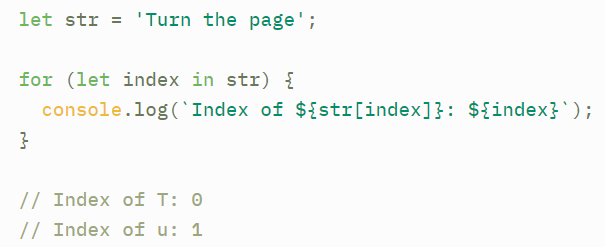 let str = 'Turn the page';
for (let index in str) {
  console.log(`Index of ${str[index]}: ${index}`);
}
// Index of T: 0
// Index of u: 1